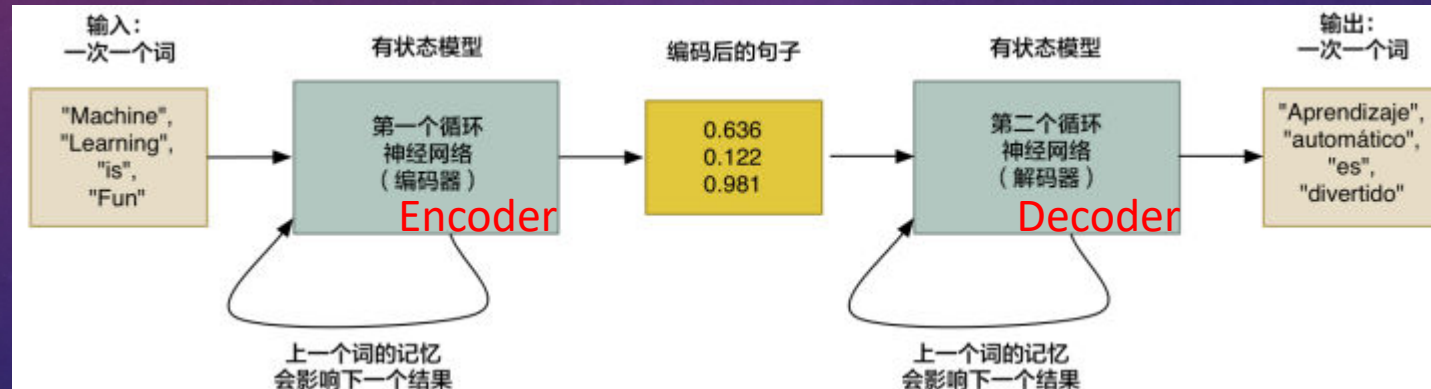 输入：
一次一个词
"Machine",
"Learning",
"is",
"Fun"
有状态模型
第一个循环
神经网络
（编码器）
Encoder
上一个词的记忆
会影响下一个结果
编码后的句子
0.636
0.122
0.981
有状态模型
第二个循环
神经网络
（解码器）
Decoder
上一个词的记忆
会影响下一个结果
输出：
一次一个词
"Aprendizaje",
"automático",
"es",
"divertido"